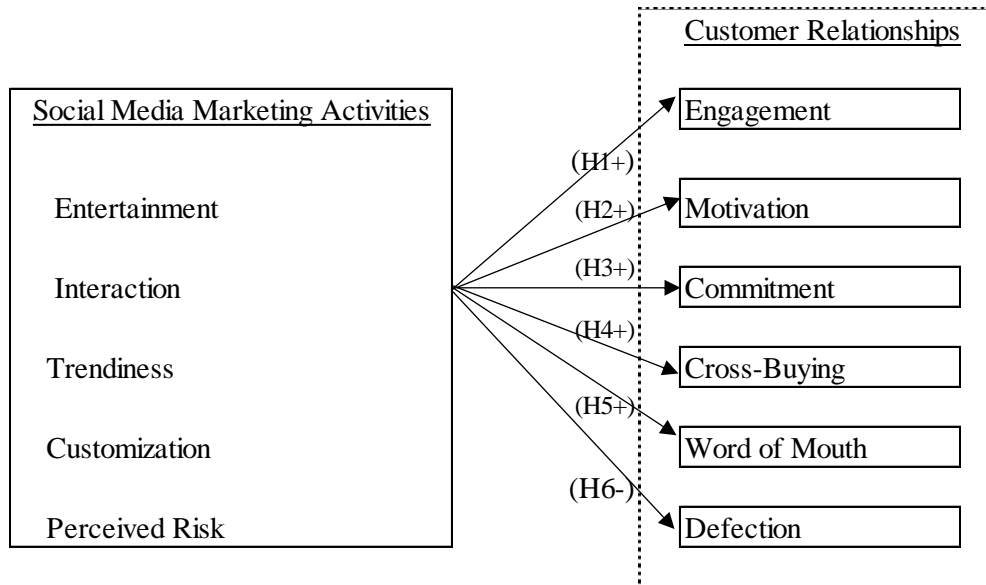 Customer Relationships
Social Media Marketing Activities
Entertainment
Interaction
Trendiness
Customization
Perceived Risk
(H1+)
(H2+)
(H3+)
(H4+)
(H5+)
(H6-)
Engagement
Motivation
Commitment
Cross-Buying
Word of Mouth
Defection